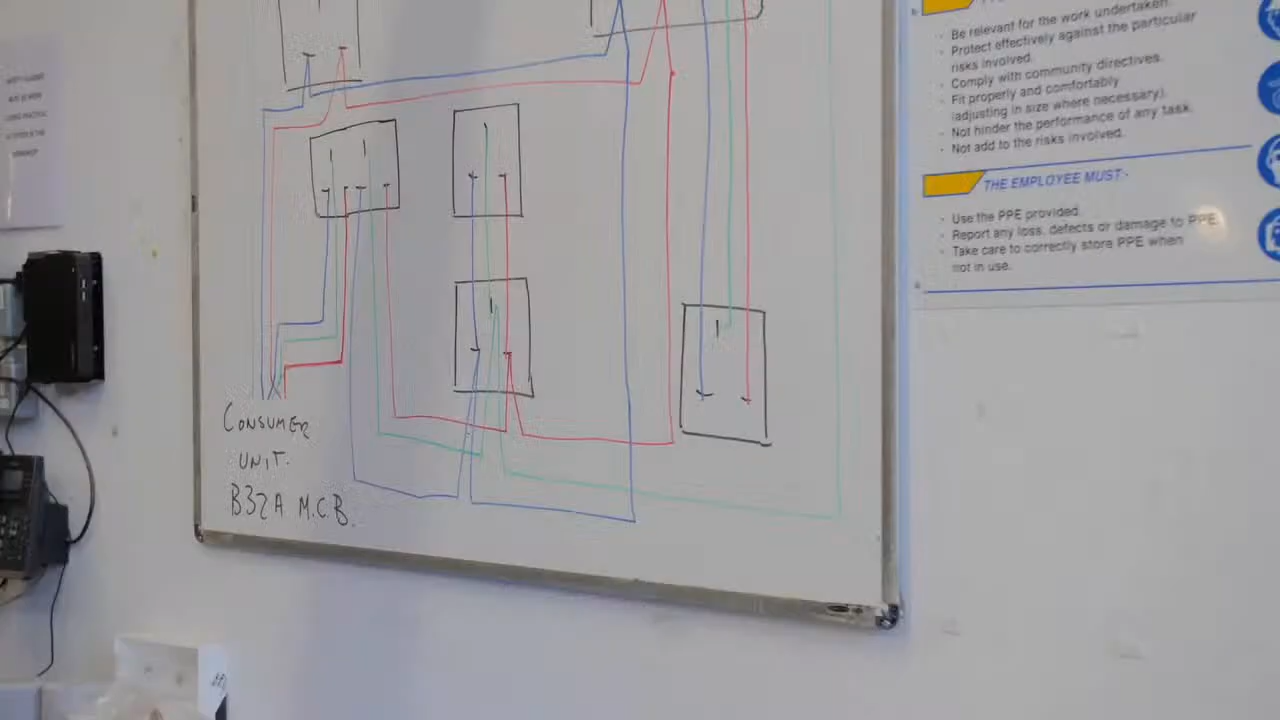 Be relevant for the work undertaken.
Protect effectively against the particular
risks involved.
Comply with community directives.
Fit properly and comfortably
(adjusting in size where necessary).
Not hinder the performance of any task.
Not add to the risks involved.
THE EMPLOYEE MUST:-
Use the PPE provided.
Report any loss, defects or damage to PPE
Take care to correctly store PPE when
not in use.
CONSUMER
UNIT.
B32A M.C.B.